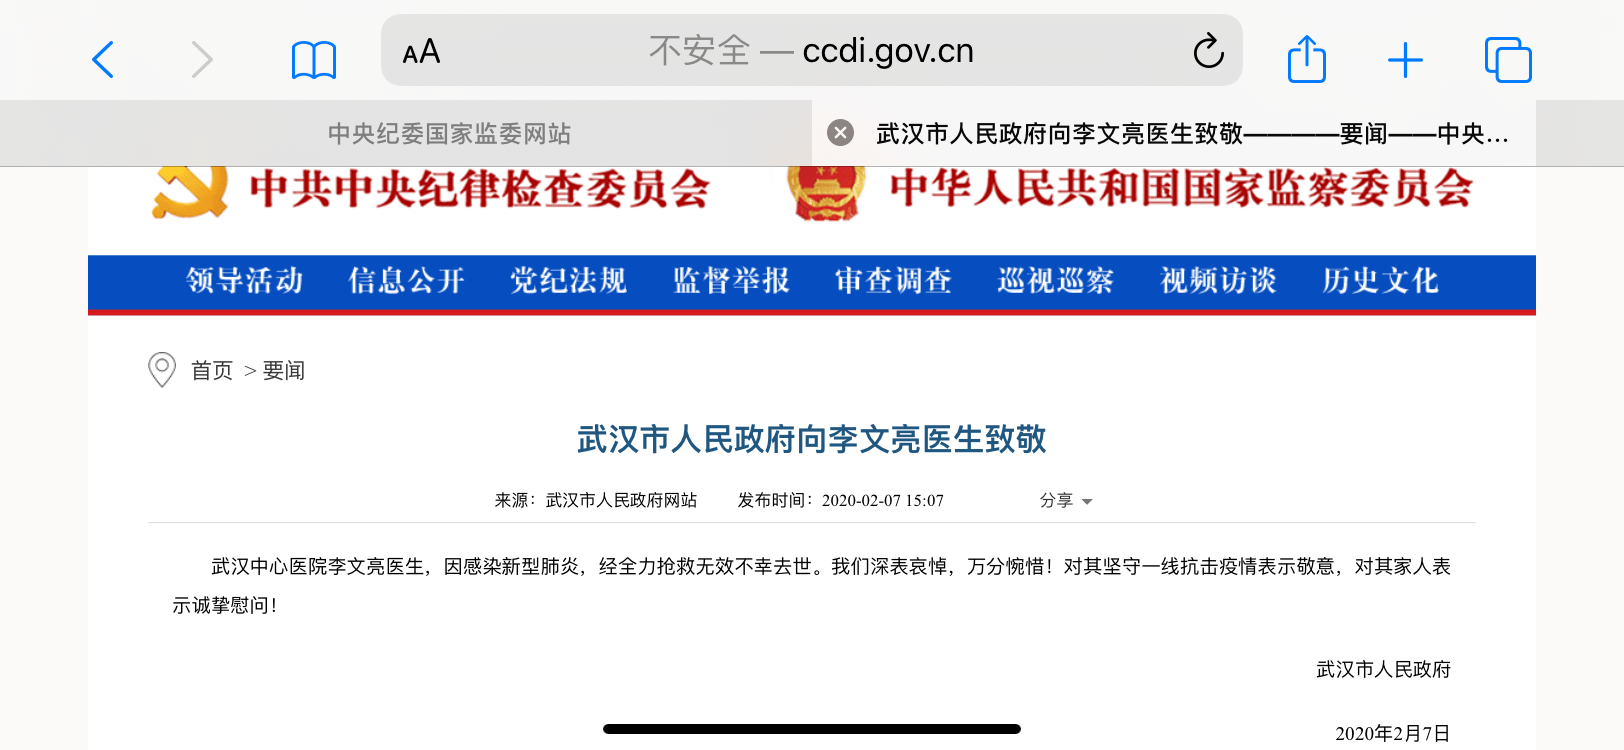 AA 不安全 — ccdi.gov.cn
中央纪委国家监委网站
武汉市人民政府向李文亮医生致敬————要闻——中央...
中共中央纪律检查委员会 中华人民共和国国家监察委员会
领导活动 信息公开 党纪法规 监督举报 审查调查 巡视巡察 视频访谈 历史文化
首页 > 要闻
武汉市人民政府向李文亮医生致敬
来源：武汉市人民政府网站 发布时间：2020-02-07 15:07 分享
武汉中心医院李文亮医生，因感染新型肺炎，经全力抢救无效不幸去世。我们深表哀悼，万分惋惜！对其坚守一线抗击疫情表示敬意，对其家人表
示诚挚慰问！
武汉市人民政府
2020年2月7日